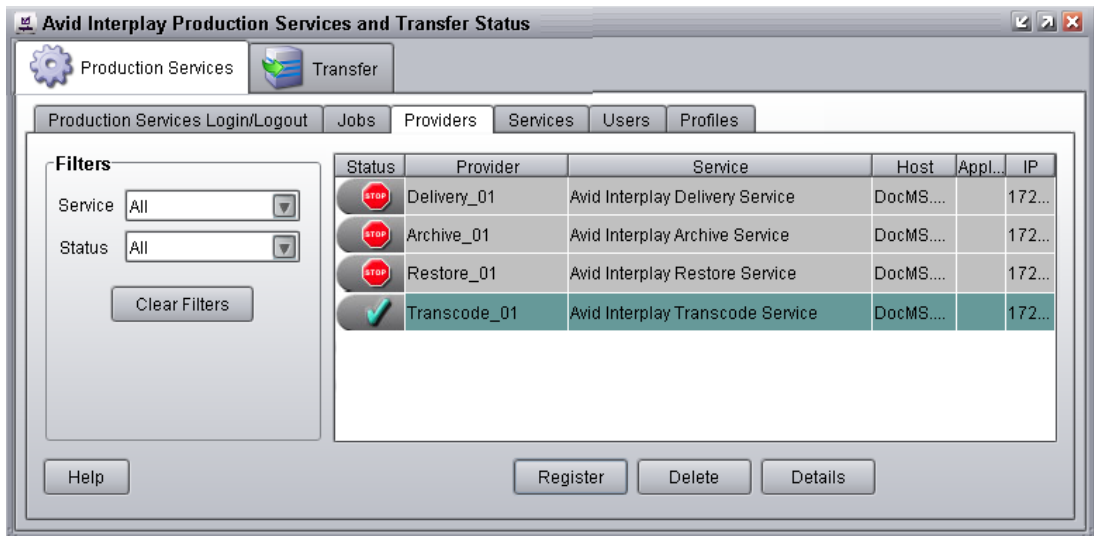 Avid Interplay Production Services and Transfer Status
Production Services Transfer
Production Services Login/Logout Jobs Providers Services Users Profiles
Filters
Service All
Status All
Clear Filters
Status Provider Service Host Appl... IP
STOP Delivery_01 Avid Interplay Delivery Service DocMS.... 172...
STOP Archive_01 Avid Interplay Archive Service DocMS.... 172...
STOP Restore_01 Avid Interplay Restore Service DocMS.... 172...
Transcode_01 Avid Interplay Transcode Service DocMS.... 172...
Help Register Delete Details